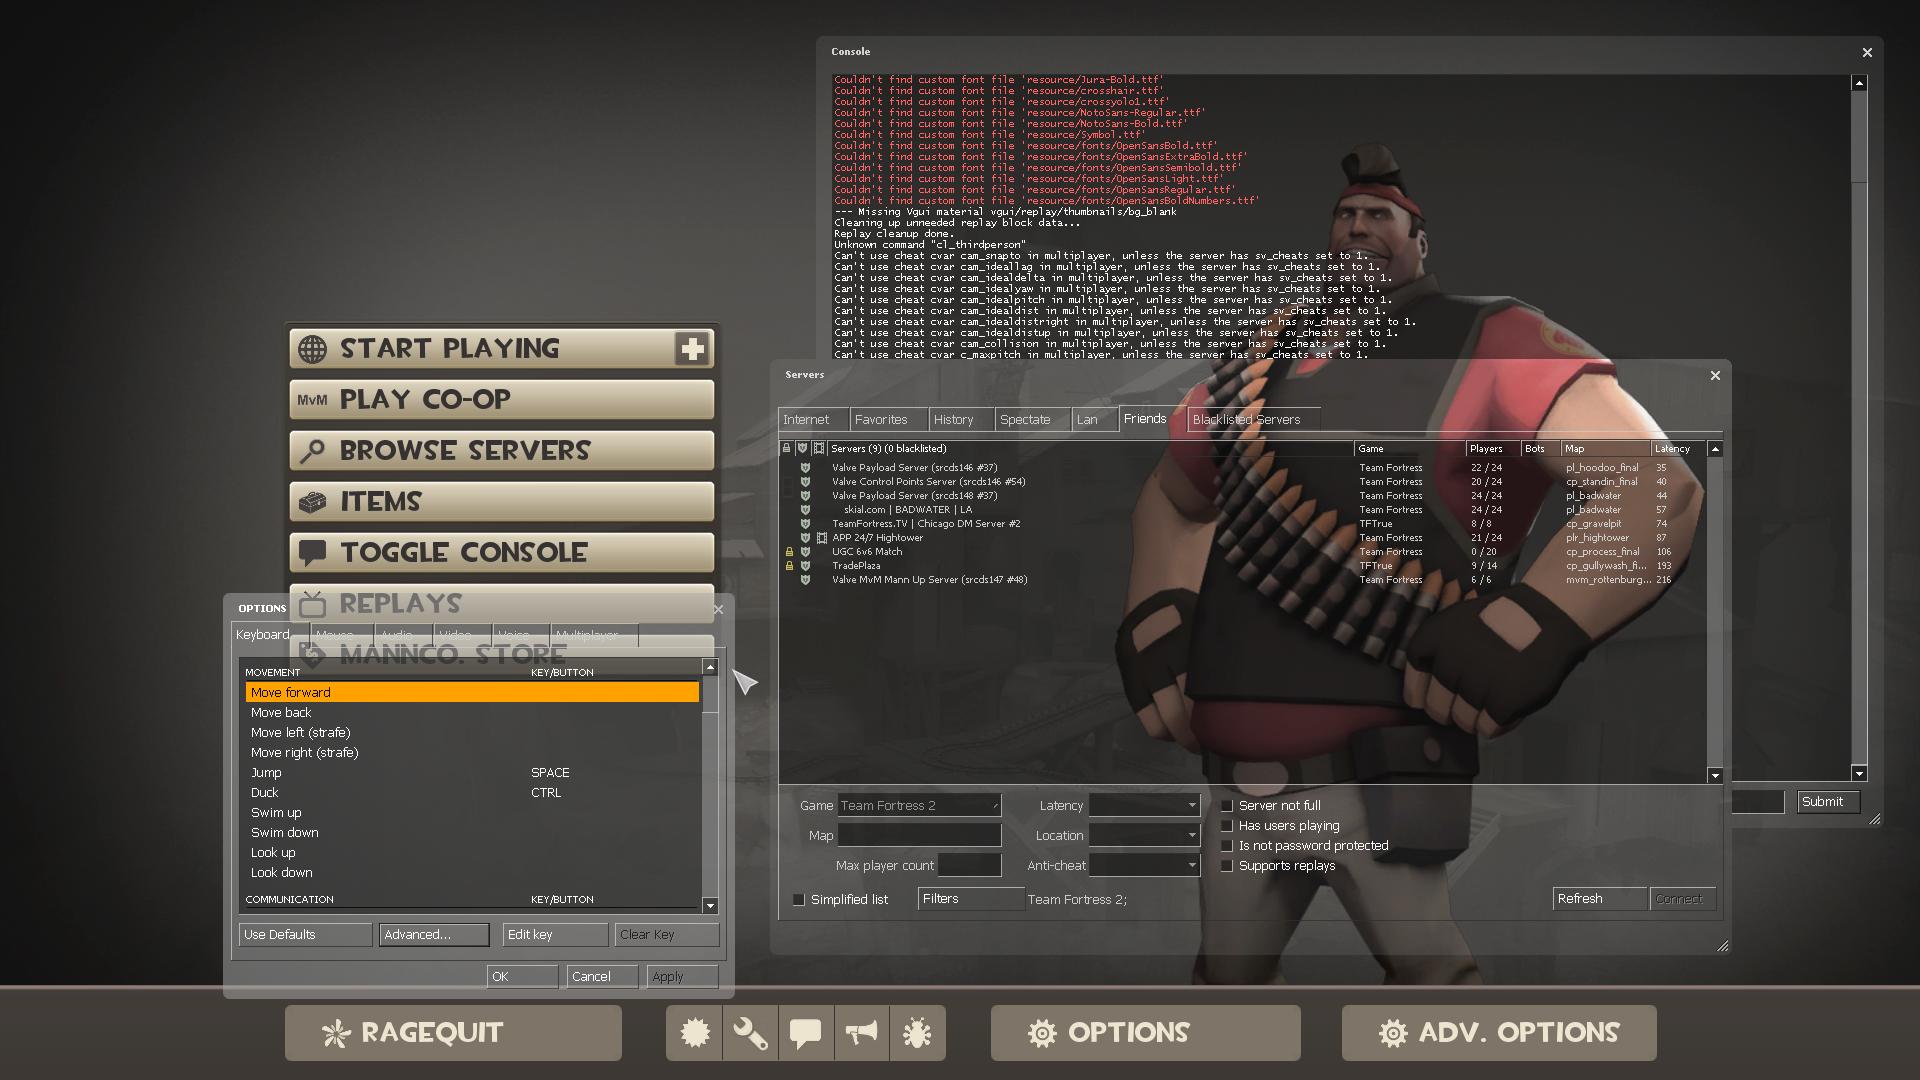 Console
Couldn't find custom font file 'resource/Jura-Bold.ttf'
Couldn't find custom font file 'resource/crosshair.ttf'
Couldn't find custom font file 'resource/crossyolo1.ttf'
Couldn't find custom font file 'resource/NotoSans-Regular.ttf'
Couldn't find custom font file 'resource/NotoSans-Bold.ttf'
Couldn't find custom font file 'resource/Symbol.ttf'
Couldn't find custom font file 'resource/fonts/OpenSansBold.ttf'
Couldn't find custom font file 'resource/fonts/OpenSansExtraBold.ttf'
Couldn't find custom font file 'resource/fonts/OpenSansSemibold.ttf'
Couldn't find custom font file 'resource/fonts/OpenSansLight.ttf'
Couldn't find custom font file 'resource/fonts/OpenSansRegular.ttf'
Couldn't find custom font file 'resource/fonts/OpenSansBoldNumbers.ttf'
--- Missing Vgui material vgui/replay/thumbnails/bg_blank
Cleaning up unneeded replay block data...
Replay cleanup done.
Unknown command "cl_thirdperson"
Can't use cheat cvar cam_snapto in multiplayer, unless the server has sv_cheats set to 1.
Can't use cheat cvar cam_ideallag in multiplayer, unless the server has sv_cheats set to 1.
Can't use cheat cvar cam_idealdelta in multiplayer, unless the server has sv_cheats set to 1.
Can't use cheat cvar cam_idealyaw in multiplayer, unless the server has sv_cheats set to 1.
Can't use cheat cvar cam_idealpitch in multiplayer, unless the server has sv_cheats set to 1.
Can't use cheat cvar cam_idealdist in multiplayer, unless the server has sv_cheats set to 1.
Can't use cheat cvar cam_idealdistright in multiplayer, unless the server has sv_cheats set to 1.
Can't use cheat cvar cam_idealdistup in multiplayer, unless the server has sv_cheats set to 1.
Can't use cheat cvar cam_collision in multiplayer, unless the server has sv_cheats set to 1.
Can't use cheat cvar c_maxpitch in multiplayer, unless the server has sv_cheats set to 1.
Submit
START PLAYING
MvM PLAY CO-OP
BROWSE SERVERS
ITEMS
TOGGLE CONSOLE
REPLAYS
MANNCO. STORE
Servers
Internet Favorites History Spectate Lan Friends Blacklisted Servers
Servers (9) (0 blacklisted) Game Players Bots Map Latency
Valve Payload Server (srcds146 #37) Team Fortress 22 / 24 pl_hoodoo_final 35
Valve Control Points Server (srcds146 #54) Team Fortress 20 / 24 cp_standin_final 40
Valve Payload Server (srcds148 #37) Team Fortress 24 / 24 pl_badwater 44
skial.com | BADWATER | LA Team Fortress 24 / 24 pl_badwater 57
TeamFortress.TV | Chicago DM Server #2 TFTrue 8 / 8 cp_gravelpit 74
APP 24/7 Hightower Team Fortress 21 / 24 plr_hightower 87
UGC 6v6 Match Team Fortress 0 / 20 cp_process_final 106
TradePlaza TFTrue 9 / 14 cp_gullywash_fi... 193
Valve MvM Mann Up Server (srcds147 #48) Team Fortress 6 / 6 mvm_rottenburg... 216
Game Team Fortress 2 Latency Server not full
Map Location Has users playing
Is not password protected
Max player count Anti-cheat Supports replays
Simplified list Filters Team Fortress 2; Refresh Connect
OPTIONS
Keyboard Mouse Audio Video Voice Multiplayer
MOVEMENT KEY/BUTTON
Move forward
Move back
Move left (strafe)
Move right (strafe)
Jump SPACE
Duck CTRL
Swim up
Swim down
Look up
Look down
COMMUNICATION KEY/BUTTON
Use Defaults Advanced... Edit key Clear Key
OK Cancel Apply
RAGEQUIT OPTIONS ADV. OPTIONS